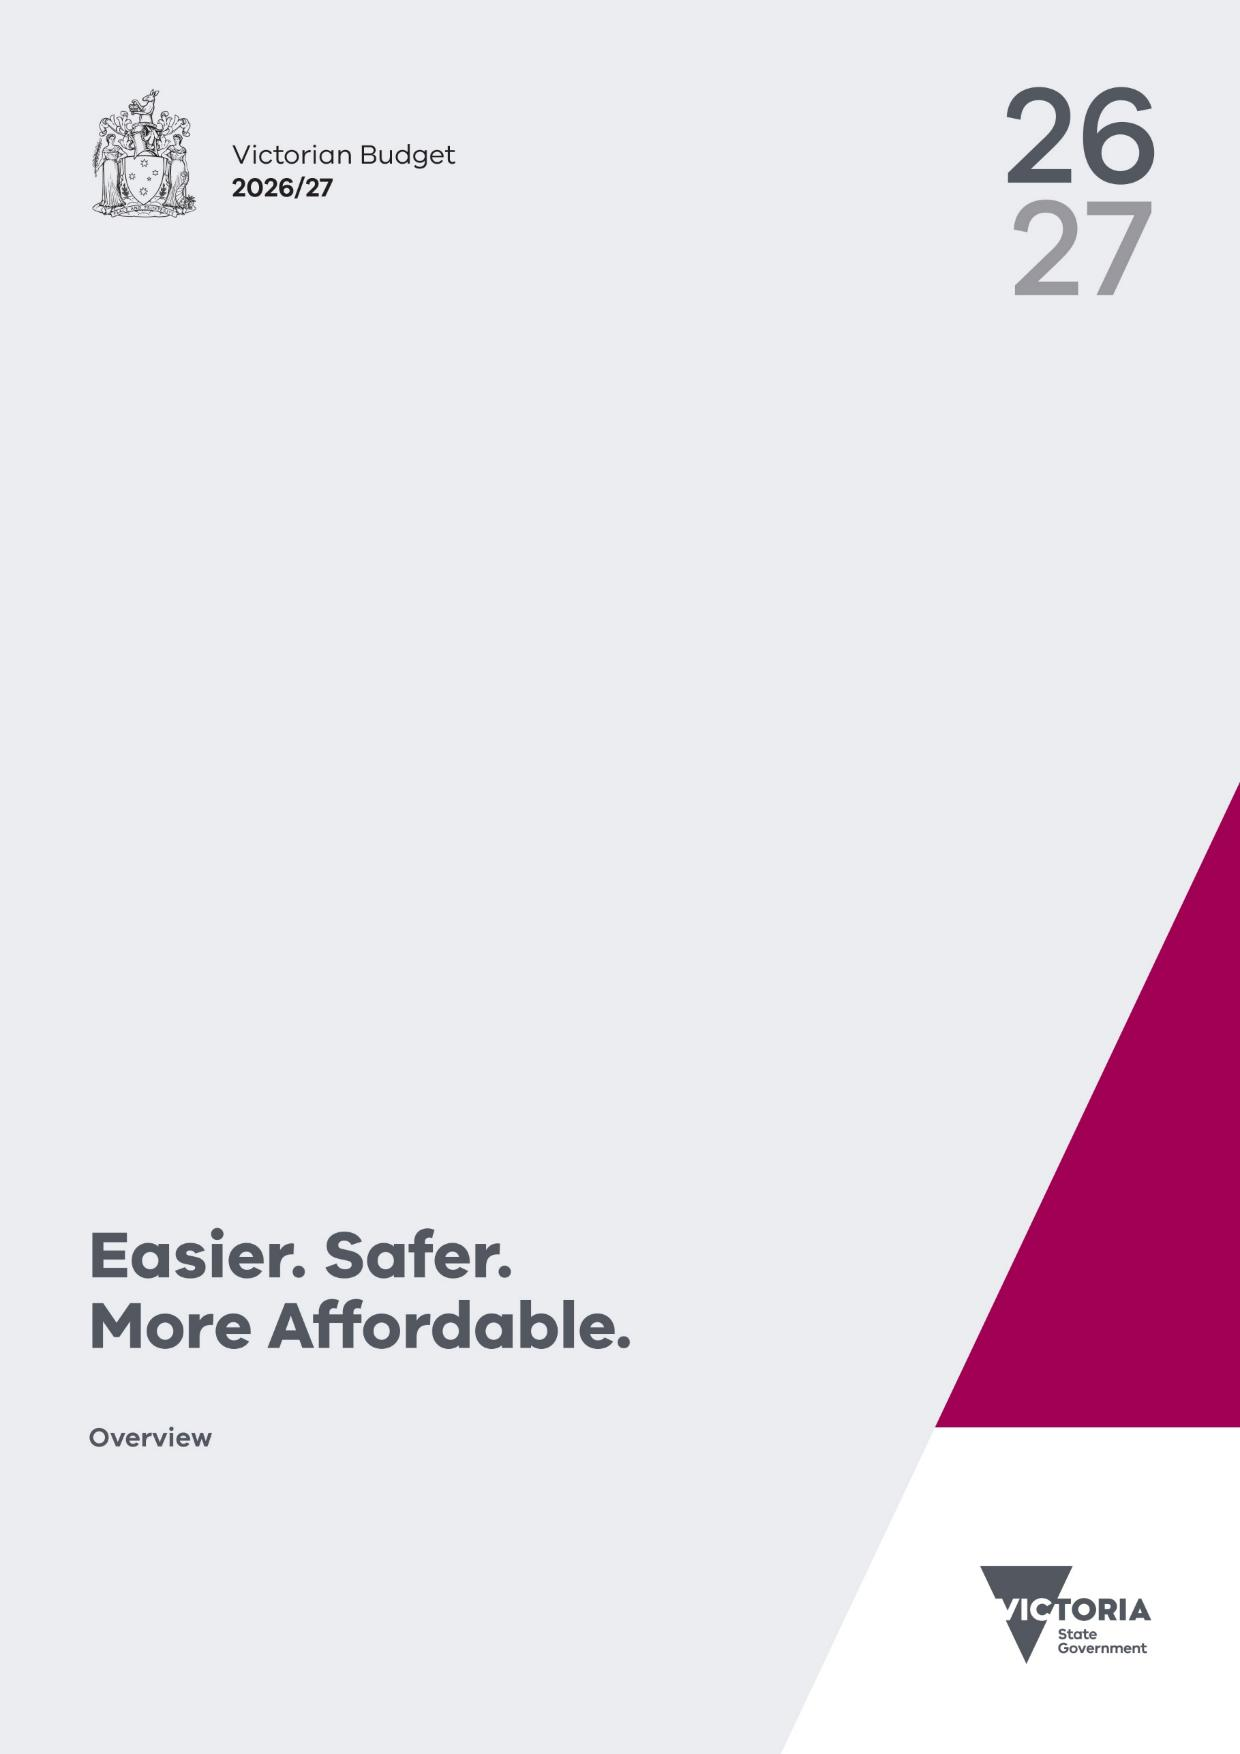 Victorian Budget
2026/27
26
27
Easier. Safer.
More Affordable.
Overview
VICTORIA
State
Government